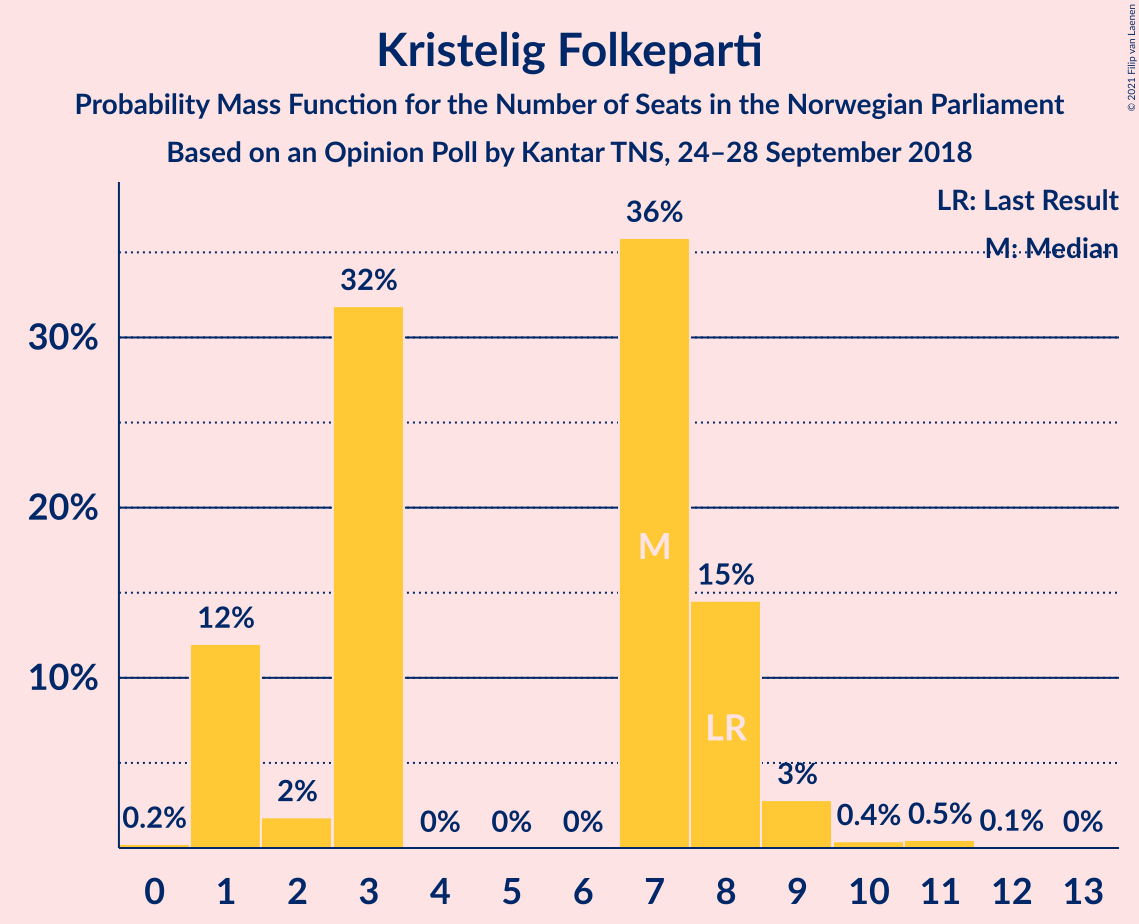 Kristelig Folkeparti
Probability Mass Function for the Number of Seats in the Norwegian Parliament
Based on an Opinion Poll by Kantar TNS, 24–28 September 2018
© 2021 Filip van Laenen
LR: Last Result
M: Median
36%
32%
30%
20%
M
15%
12%
10%
LR
3%
2%
0.2%
0%
0%
0%
0.4%
0.5%
0.1%
0%
0 1 2 3 4 5 6 7 8 9 10 11 12 13